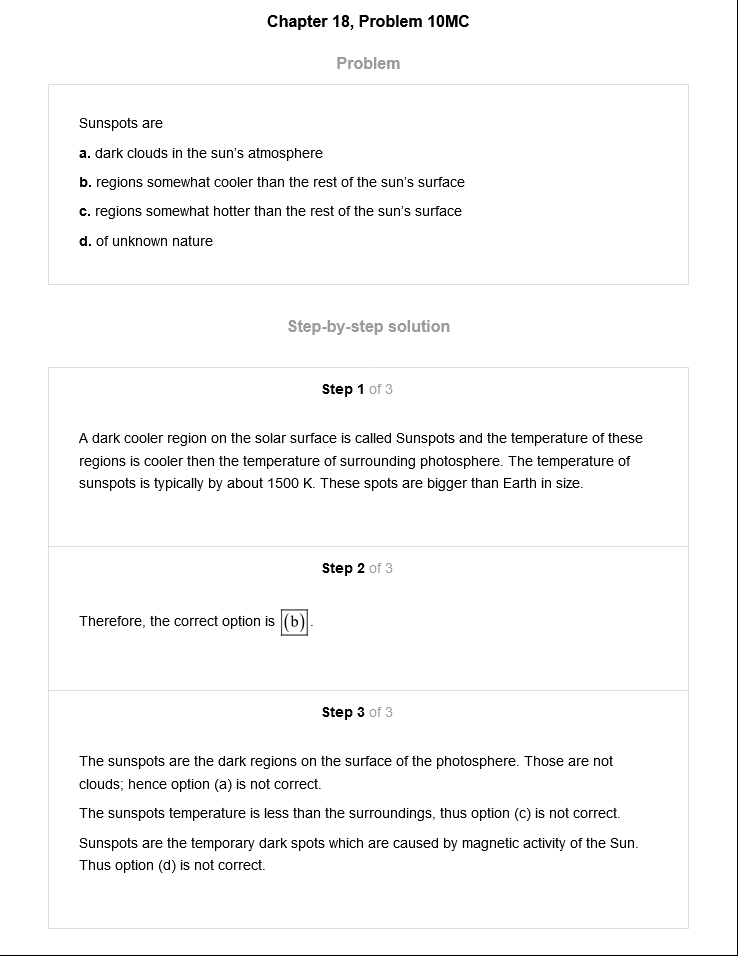 Chapter 18, Problem 10MC
Problem
Sunspots are
a. dark clouds in the sun's atmosphere
b. regions somewhat cooler than the rest of the sun's surface
c. regions somewhat hotter than the rest of the sun's surface
d. of unknown nature
Step-by-step solution
Step 1 of 3
A dark cooler region on the solar surface is called Sunspots and the temperature of these
regions is cooler then the temperature of surrounding photosphere. The temperature of
sunspots is typically by about 1500 K. These spots are bigger than Earth in size.
Step 2 of 3
Therefore, the correct option is (b).
Step 3 of 3
The sunspots are the dark regions on the surface of the photosphere. Those are not
clouds; hence option (a) is not correct.
The sunspots temperature is less than the surroundings, thus option (c) is not correct.
Sunspots are the temporary dark spots which are caused by magnetic activity of the Sun.
Thus option (d) is not correct.